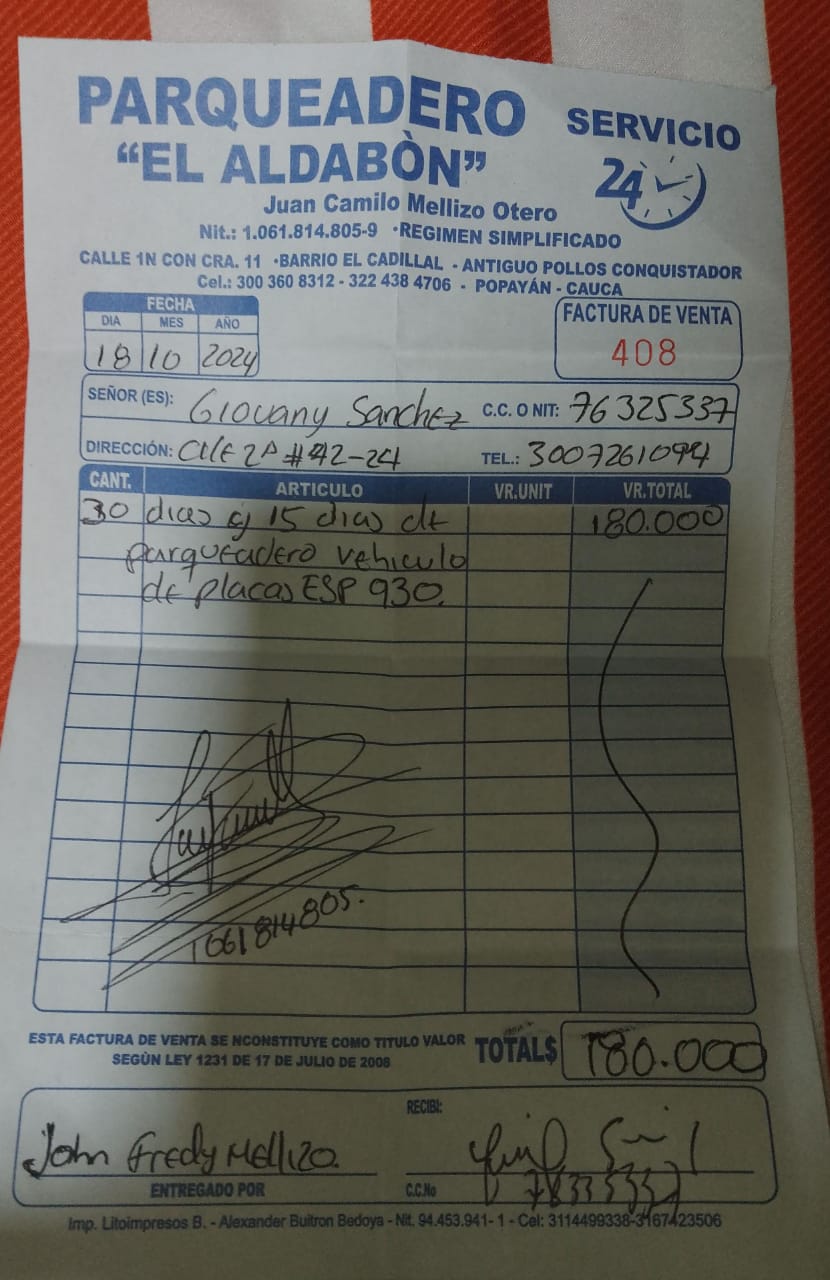 PARQUEADERO
"EL ALDABÒN"
SERVICIO
24
Juan Camilo Mellizo Otero
Nit.: 1.061.814.805-9 ·REGIMEN SIMPLIFICADO
CALLE 1N CON CRA. 11 ·BARRIO EL CADILLAL - ANTIGUO POLLOS CONQUISTADOR
Cel.: 300 360 8312 - 322 438 4706 - POPAYÁN - CAUCA
FECHA
DIA MES AÑO
18 10 2024
FACTURA DE VENTA
408
SEÑOR (ES): Giovany Sanchez C.C. O NIT: 76325337
DIRECCIÓN: Clle 2A #42-24 TEL.: 3007261094
CANT. ARTICULO VR.UNIT VR.TOTAL
30 dias y 15 dias de 180.000
parqueadero vehiculo
de placas ESP 930.
1061814805.
ESTA FACTURA DE VENTA SE NCONSTITUYE COMO TITULO VALOR
SEGÙN LEY 1231 DE 17 DE JULIO DE 2008
TOTAL$ 180.000
RECIBI:
John Fredy Mellizo.
ENTREGADO POR C.C.No
Imp. Litoimpresos B. - Alexander Buitron Bedoya - Nit. 94.453.941- 1 - Cel: 3114499338-3167423506